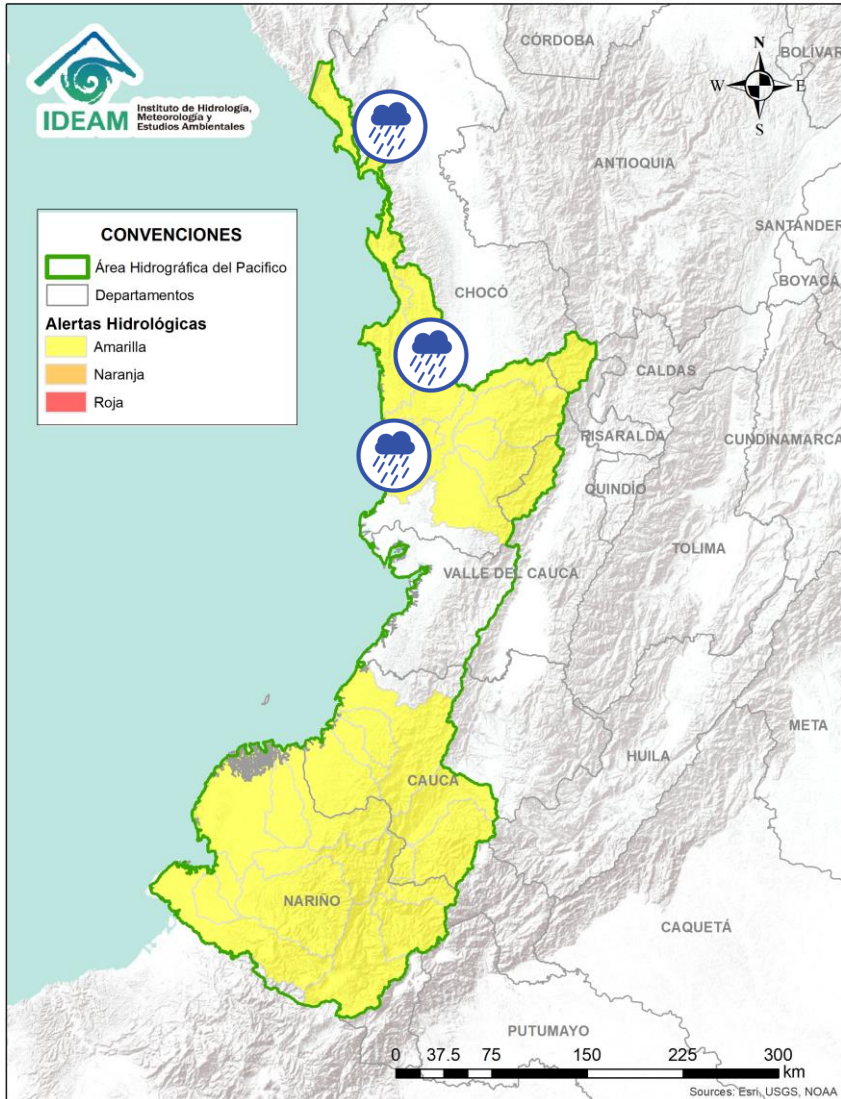 IDEAM
Instituto de Hidrología,
Meteorología y
Estudios Ambientales
CÓRDOBA
BOLÍVAR
N
W
E
S
ANTIOQUIA
SANTANDER
BOYACÁ
CONVENCIONES
Área Hidrográfica del Pacifico
Departamentos
Alertas Hidrológicas
Amarilla
Naranja
Roja
CHOCÓ
CALDAS
RISARALDA
CUNDINAMARCA
QUINDÍO
TOLIMA
VALLE DEL CAUCA
META
HUILA
CAUCA
NARIÑO
CAQUETÁ
PUTUMAYO
0 37.5 75 150 225 300
km
Sources: Esri, USGS, NOAA